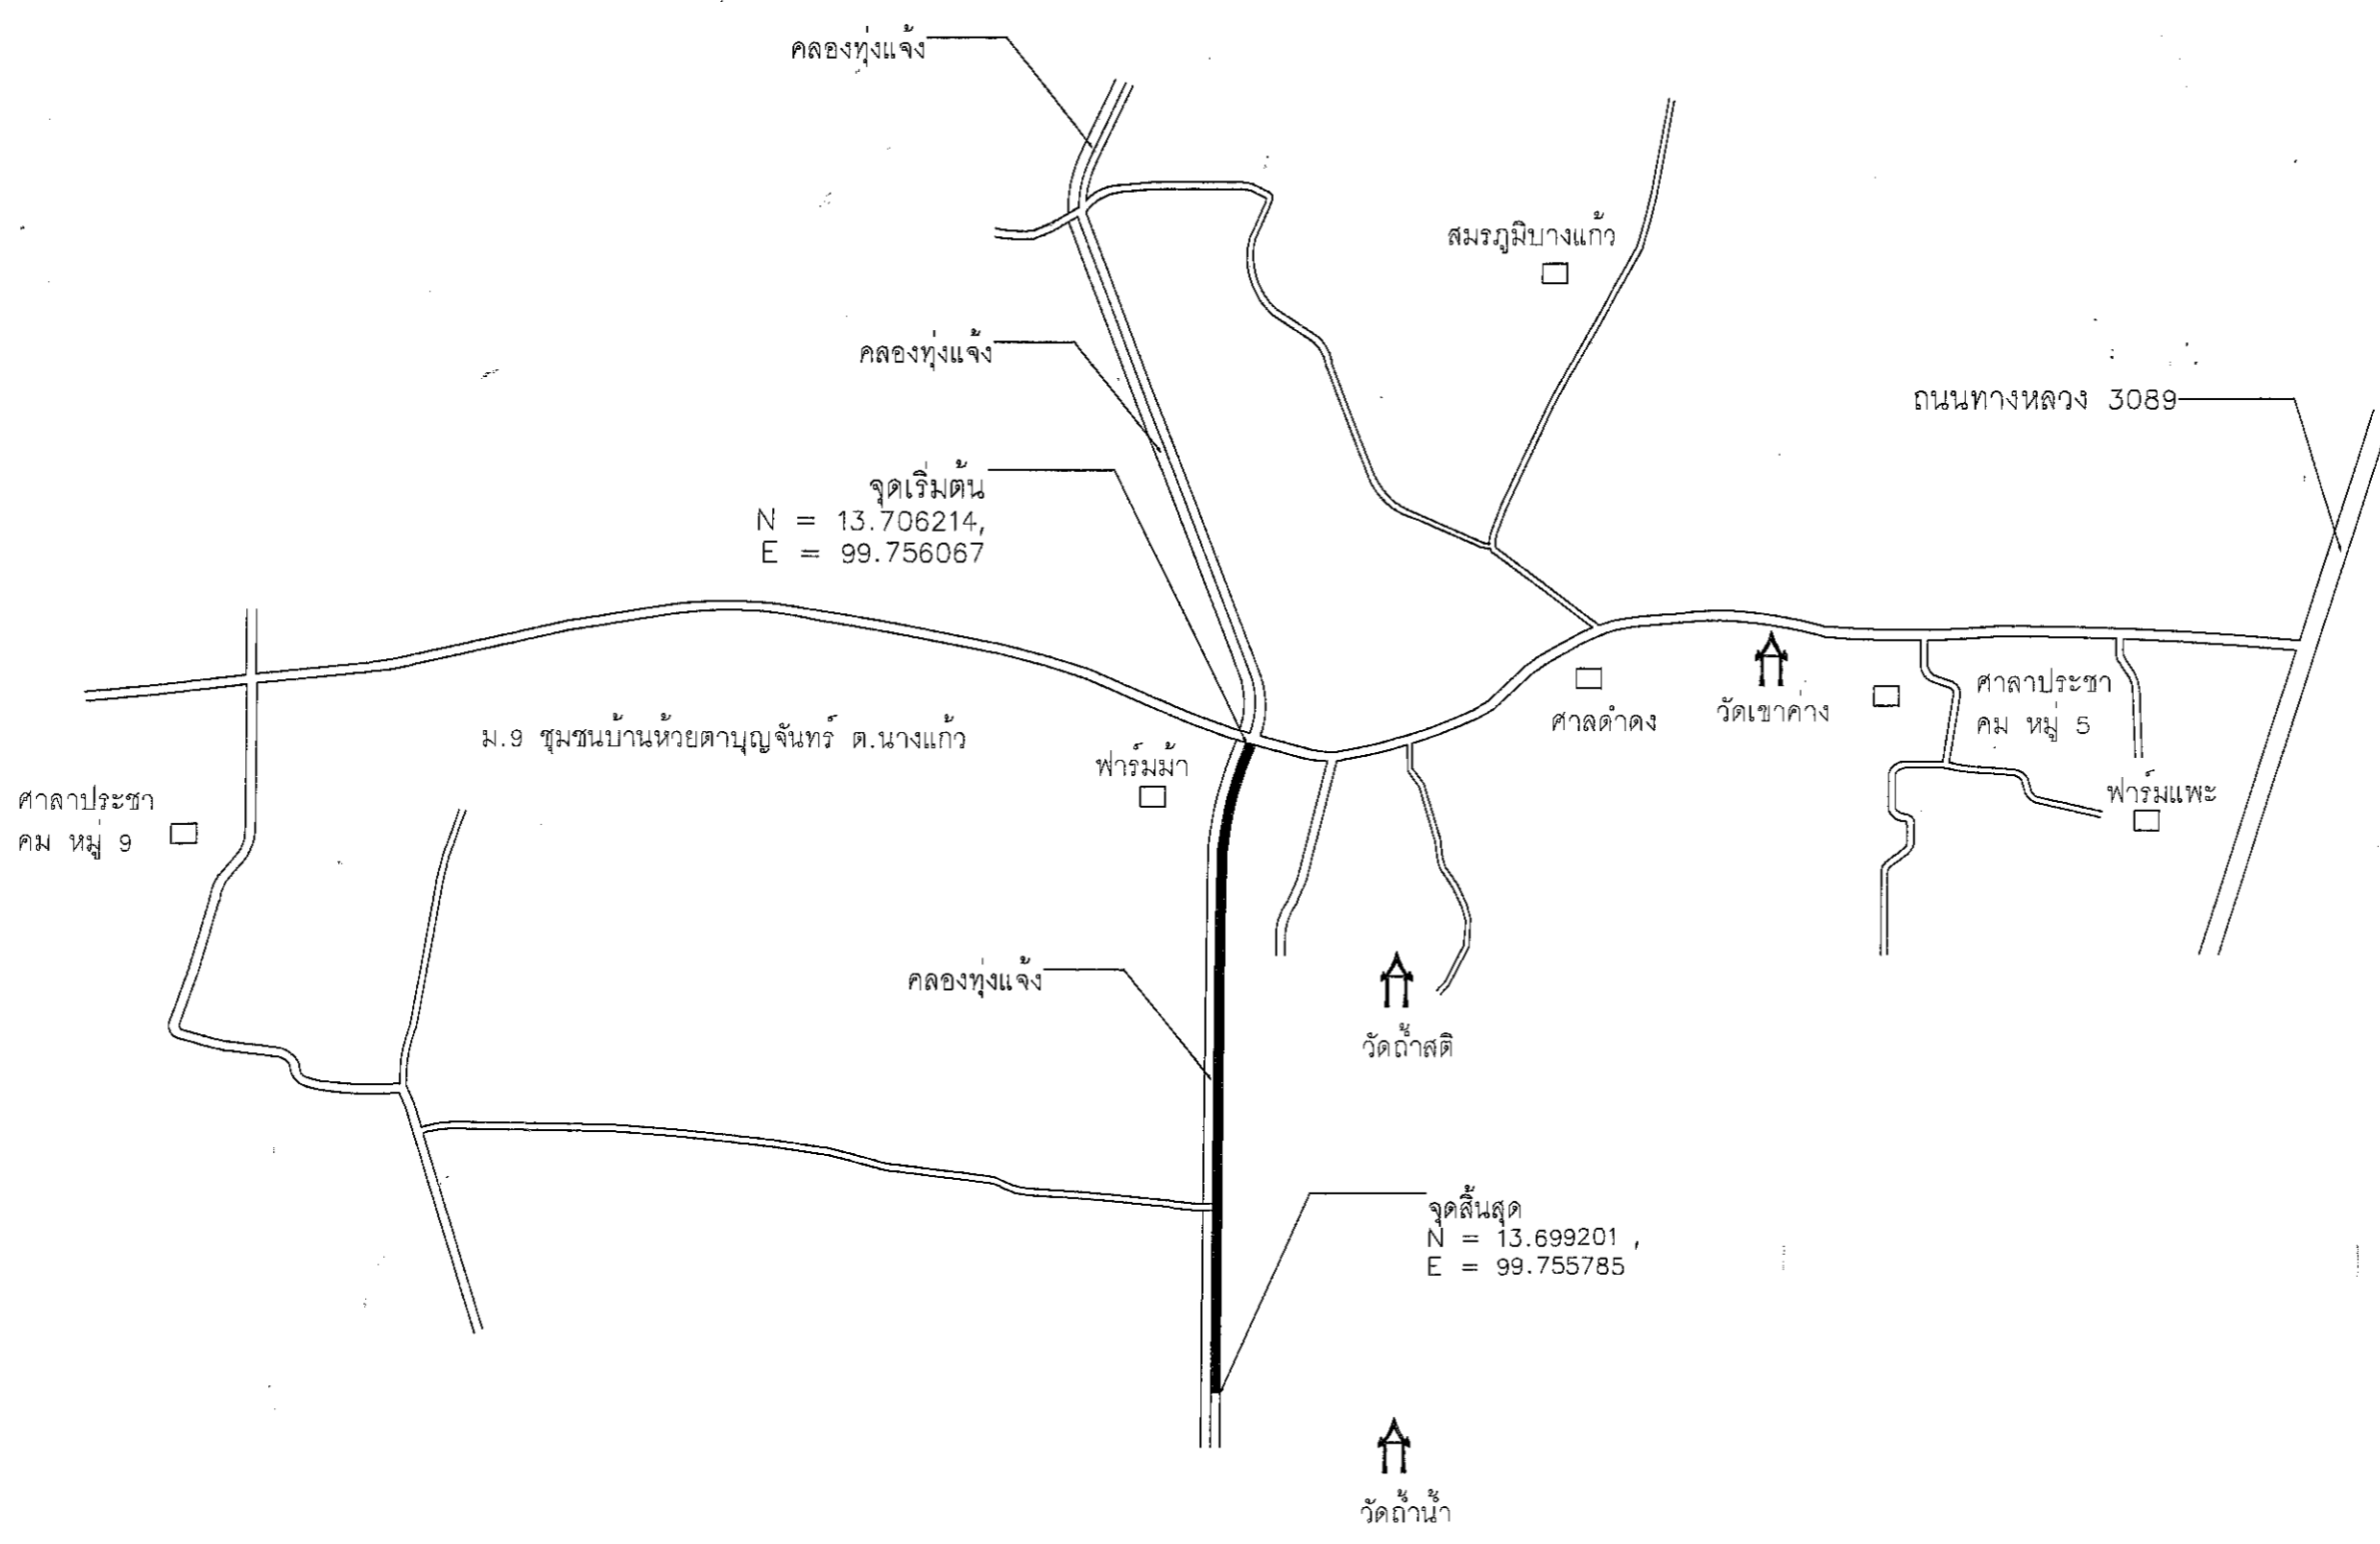 คลองทุ่งแจ้ง
สมรภูมิบางแก้ว
คลองทุ่งแจ้ง
ถนนทางหลวง 3089
จุดเริ่มต้น
N = 13.706214,
E = 99.756067
ม.9 ชุมชนบ้านห้วยตาบุญจันทร์ ต.นางแก้ว
ฟาร์มม้า
ศาลดำดง
วัดเขาค่าง
ศาลาประชา
คม หมู่ 5
ฟาร์มแพะ
ศาลาประชา
คม หมู่ 9
คลองทุ่งแจ้ง
วัดถ้ำสติ
จุดสิ้นสุด
N = 13.699201 ,
E = 99.755785
วัดถ้ำน้ำ